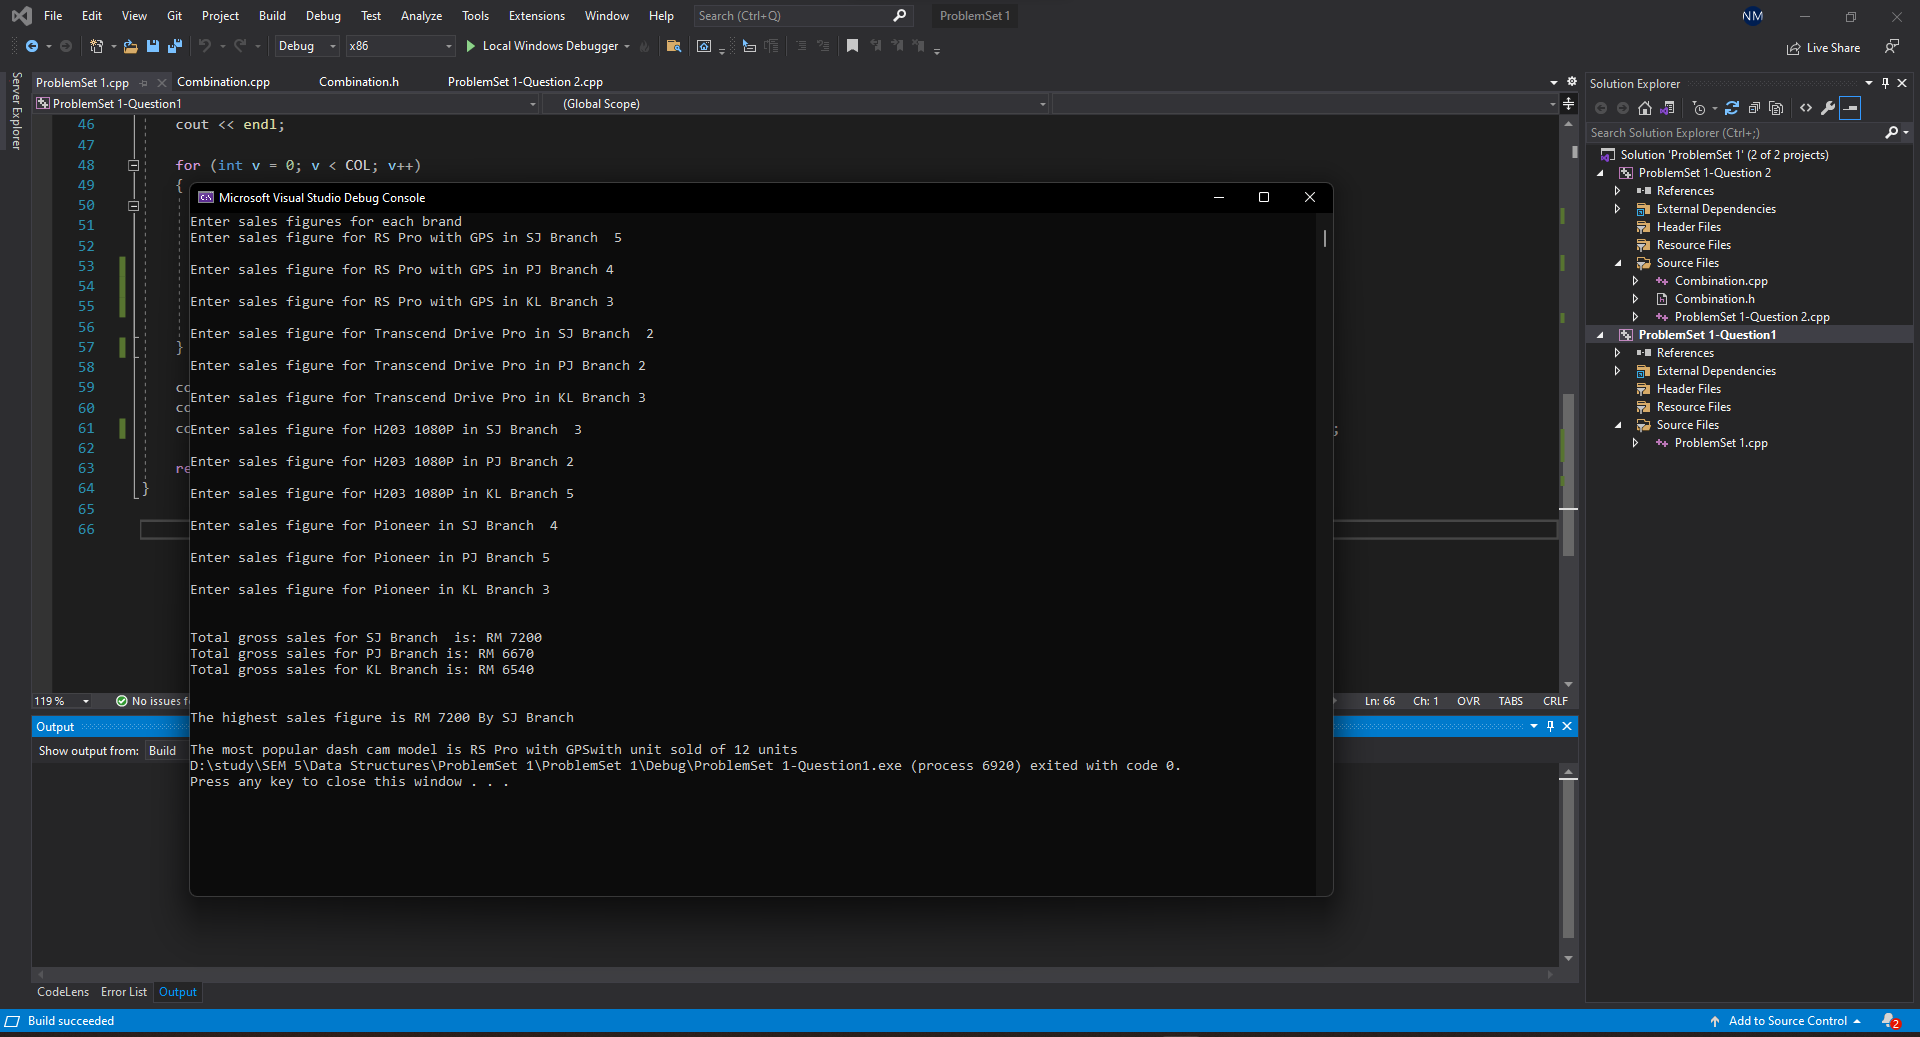 File Edit View Git Project Build Debug Test Analyze Tools Extensions Window Help Search (Ctrl+Q) ProblemSet 1 NM
Debug x86 Local Windows Debugger Live Share
Server Explorer
ProblemSet 1.cpp Combination.cpp Combination.h ProblemSet 1-Question 2.cpp
ProblemSet 1-Question1 (Global Scope)
46 cout << endl;
47
48 for (int v = 0; v < COL; v++)
49 {
50
51
52
53
54
55
56
57 }
58
59 co
60 co
61 co ;
62
63 re
64 }
65
66
Microsoft Visual Studio Debug Console
Enter sales figures for each brand
Enter sales figure for RS Pro with GPS in SJ Branch  5
Enter sales figure for RS Pro with GPS in PJ Branch 4
Enter sales figure for RS Pro with GPS in KL Branch 3
Enter sales figure for Transcend Drive Pro in SJ Branch  2
Enter sales figure for Transcend Drive Pro in PJ Branch 2
Enter sales figure for Transcend Drive Pro in KL Branch 3
Enter sales figure for H203 1080P in SJ Branch  3
Enter sales figure for H203 1080P in PJ Branch 2
Enter sales figure for H203 1080P in KL Branch 5
Enter sales figure for Pioneer in SJ Branch  4
Enter sales figure for Pioneer in PJ Branch 5
Enter sales figure for Pioneer in KL Branch 3
Total gross sales for SJ Branch  is: RM 7200
Total gross sales for PJ Branch is: RM 6670
Total gross sales for KL Branch is: RM 6540
The highest sales figure is RM 7200 By SJ Branch
The most popular dash cam model is RS Pro with GPSwith unit sold of 12 units
D:\study\SEM 5\Data Structures\ProblemSet 1\ProblemSet 1\Debug\ProblemSet 1-Question1.exe (process 6920) exited with code 0.
Press any key to close this window . . .
119 % No issues f Ln: 66 Ch: 1 OVR TABS CRLF
Output
Show output from: Build
CodeLens Error List Output
Solution Explorer
Search Solution Explorer (Ctrl+;)
Solution 'ProblemSet 1' (2 of 2 projects)
ProblemSet 1-Question 2
References
External Dependencies
Header Files
Resource Files
Source Files
Combination.cpp
Combination.h
ProblemSet 1-Question 2.cpp
ProblemSet 1-Question1
References
External Dependencies
Header Files
Resource Files
Source Files
ProblemSet 1.cpp
Build succeeded Add to Source Control 2